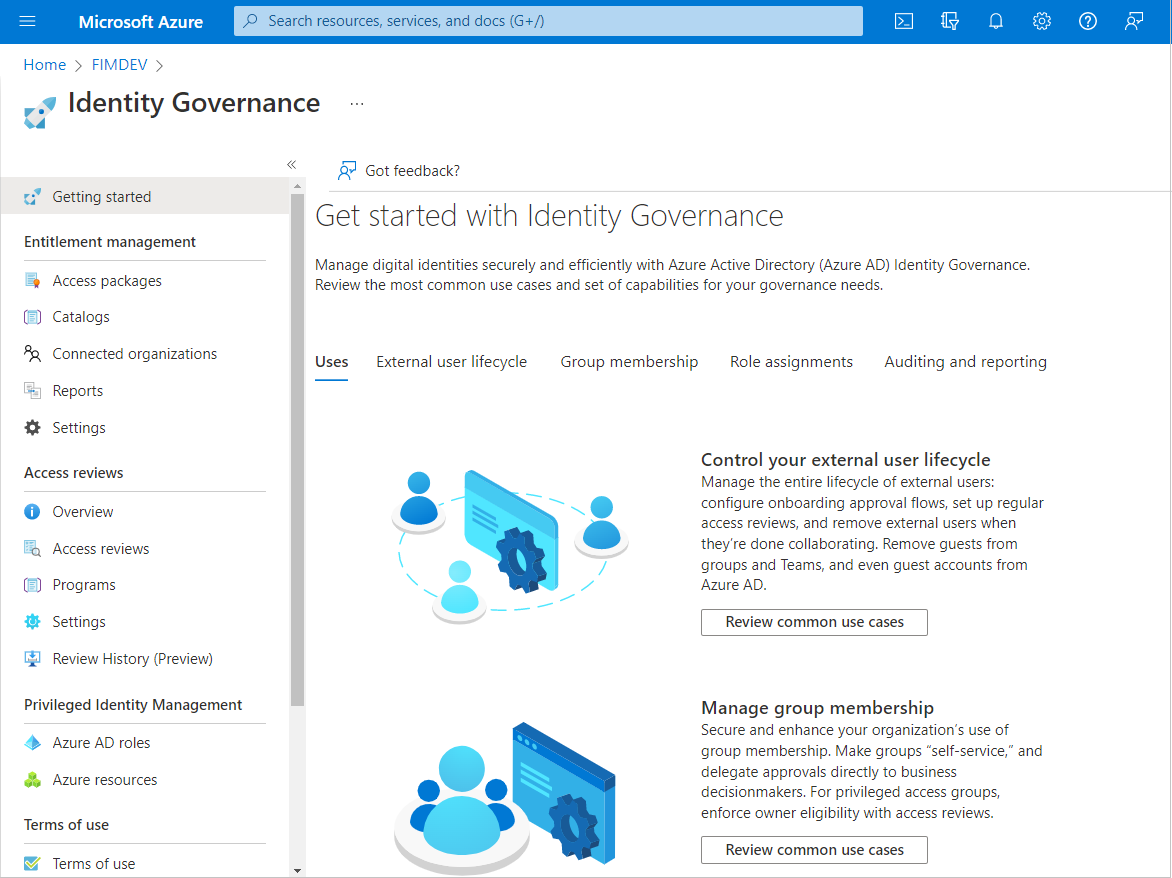 Microsoft Azure
Search resources, services, and docs (G+/)
Home
FIMDEV
Identity Governance
...
«
Got feedback?
Getting started
Entitlement management
Access packages
Catalogs
Connected organizations
Reports
Settings
Access reviews
Overview
Access reviews
Programs
Settings
Review History (Preview)
Privileged Identity Management
Azure AD roles
Azure resources
Terms of use
Terms of use
Get started with Identity Governance
Manage digital identities securely and efficiently with Azure Active Directory (Azure AD) Identity Governance.
Review the most common use cases and set of capabilities for your governance needs.
Uses
External user lifecycle
Group membership
Role assignments
Auditing and reporting
Control your external user lifecycle
Manage the entire lifecycle of external users:
configure onboarding approval flows, set up regular
access reviews, and remove external users when
they’re done collaborating. Remove guests from
groups and Teams, and even guest accounts from
Azure AD.
Review common use cases
Manage group membership
Secure and enhance your organization’s use of
group membership. Make groups “self-service,” and
delegate approvals directly to business
decisionmakers. For privileged access groups,
enforce owner eligibility with access reviews.
Review common use cases